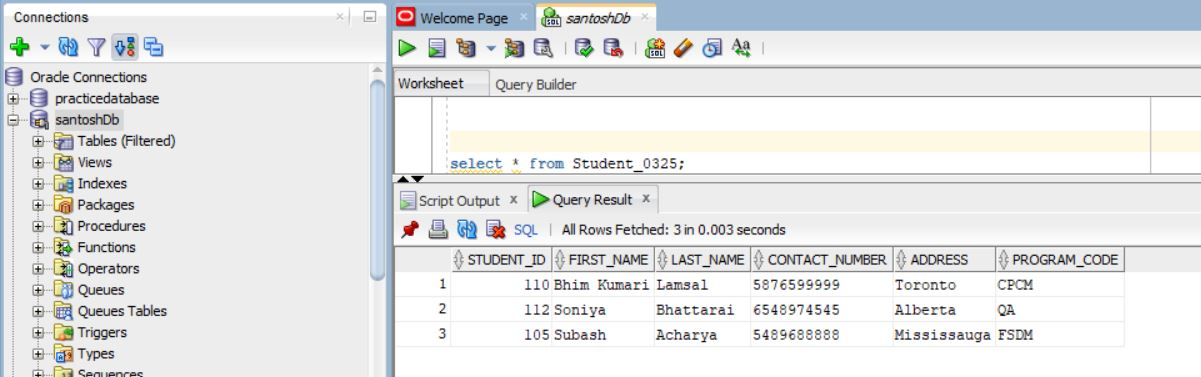 Connections
Oracle Connections
practicedatabase
santoshDb
Tables (Filtered)
Views
Indexes
Packages
Procedures
Functions
Operators
Queues
Queues Tables
Triggers
Types
Sequences
Welcome Page
santoshDb
Worksheet
Query Builder
select * from Student_0325;
Script Output
Query Result
SQL | All Rows Fetched: 3 in 0.003 seconds
STUDENT_ID FIRST_NAME LAST_NAME CONTACT_NUMBER ADDRESS PROGRAM_CODE
1 110 Bhim Kumari Lamsal 5876599999 Toronto CPCM
2 112 Soniya Bhattarai 6548974545 Alberta QA
3 105 Subash Acharya 5489688888 Mississauga FSDM